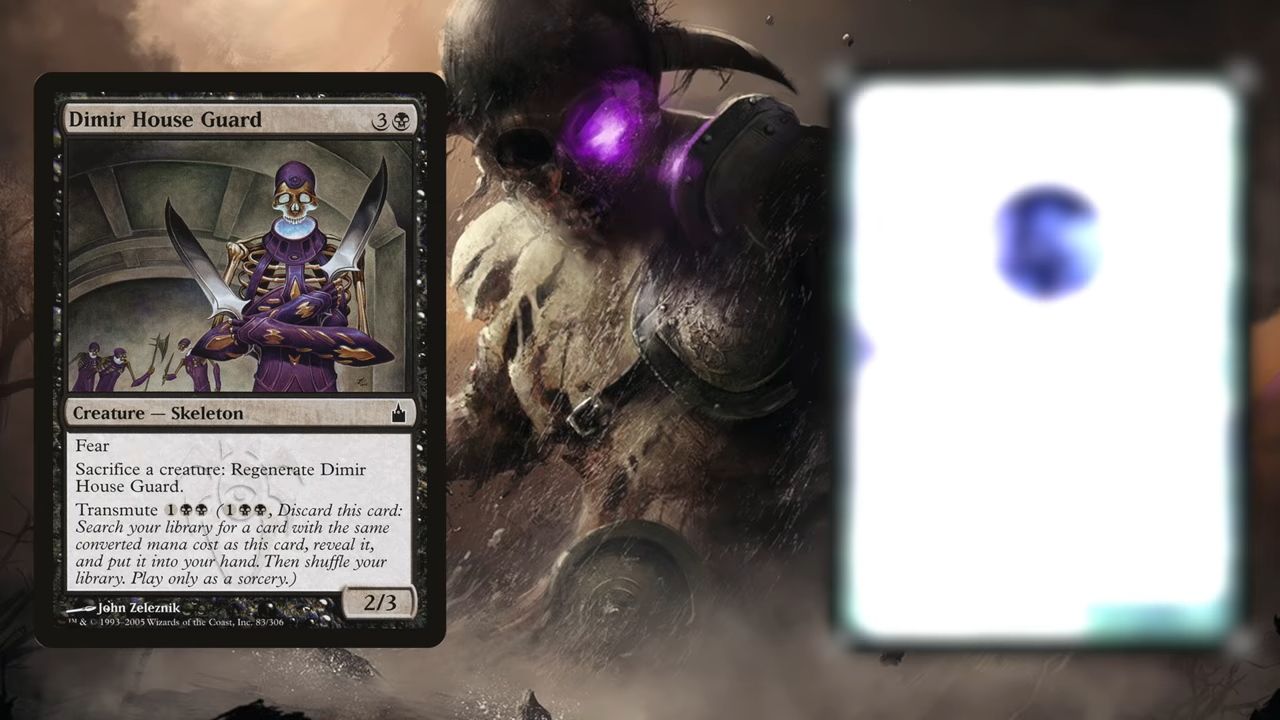 Dimir House Guard 3
Creature — Skeleton
Fear
Sacrifice a creature: Regenerate Dimir
House Guard.
Transmute 1 (1, Discard this card:
Search your library for a card with the same
converted mana cost as this card, reveal it,
and put it into your hand. Then shuffle your
library. Play only as a sorcery.)
2/3
John Zeleznik
™ & © 1993–2005 Wizards of the Coast, Inc. 83/306